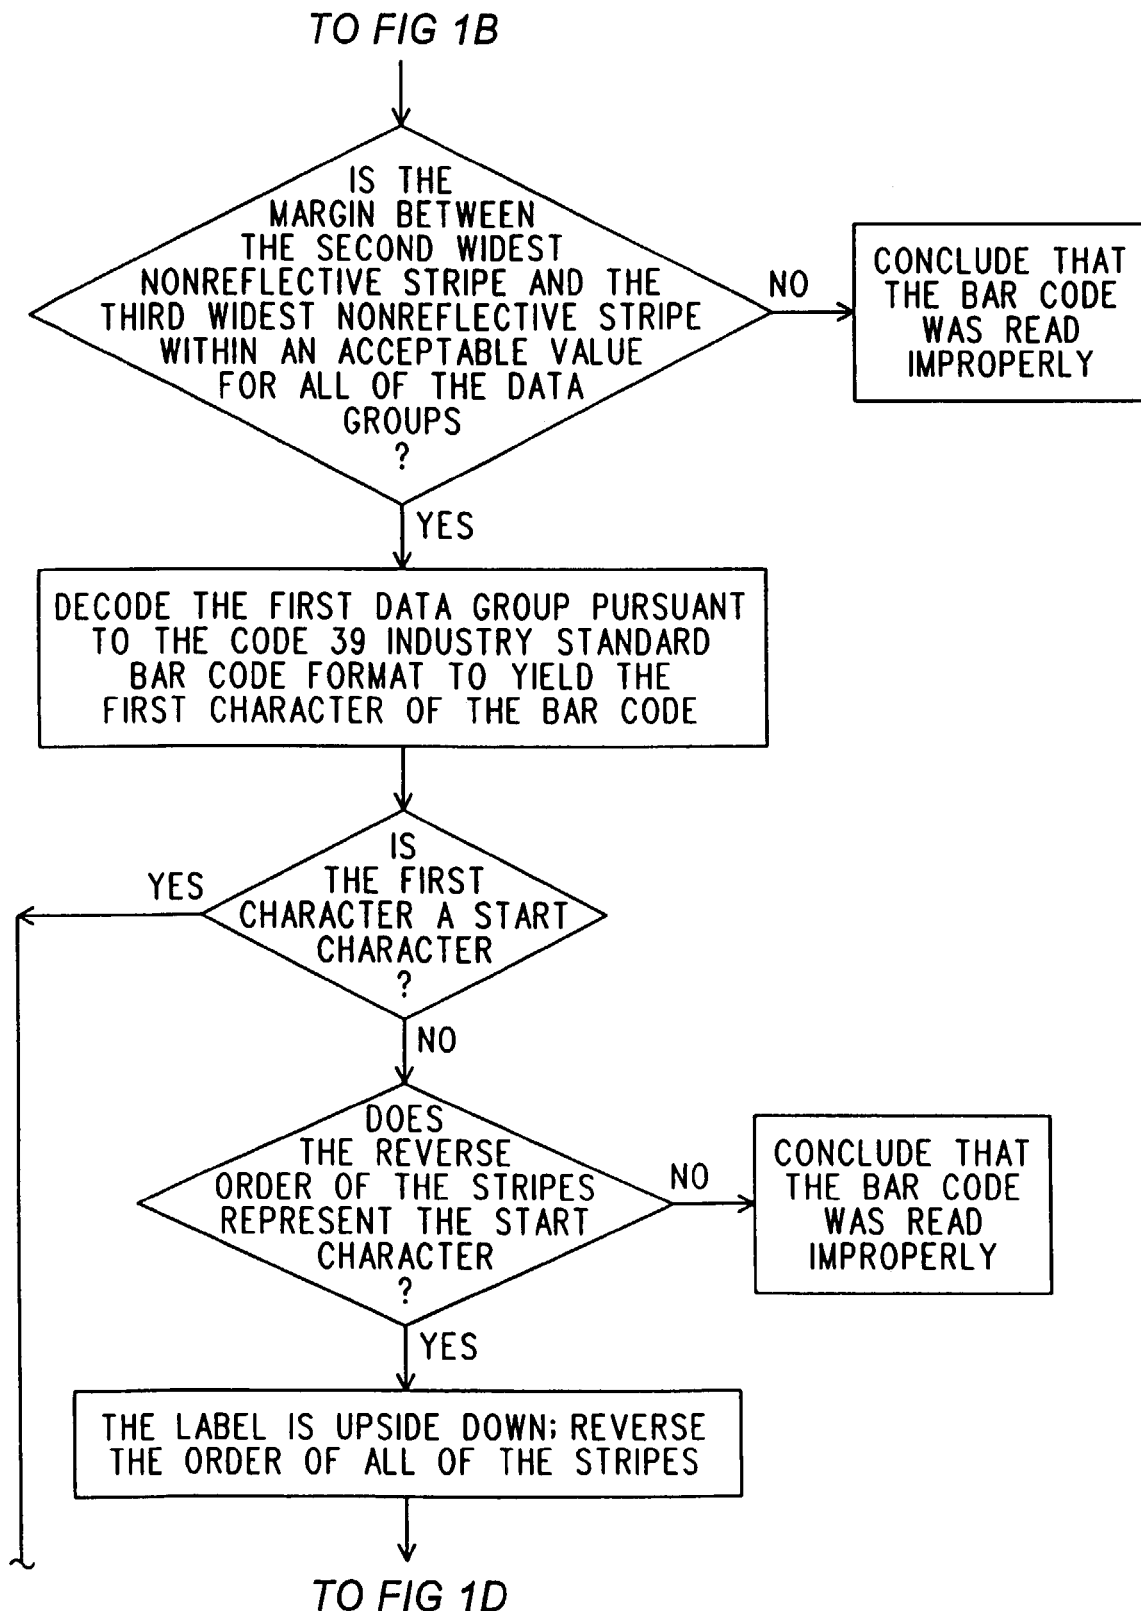 TO FIG 1B
IS THE
MARGIN BETWEEN
THE SECOND WIDEST
NONREFLECTIVE STRIPE AND THE
THIRD WIDEST NONREFLECTIVE STRIPE
WITHIN AN ACCEPTABLE VALUE
FOR ALL OF THE DATA
GROUPS
?
NO
CONCLUDE THAT
THE BAR CODE
WAS READ
IMPROPERLY
YES
DECODE THE FIRST DATA GROUP PURSUANT
TO THE CODE 39 INDUSTRY STANDARD
BAR CODE FORMAT TO YIELD THE
FIRST CHARACTER OF THE BAR CODE
IS
THE FIRST
CHARACTER A START
CHARACTER
?
YES
NO
DOES
THE REVERSE
ORDER OF THE STRIPES
REPRESENT THE START
CHARACTER
?
NO
CONCLUDE THAT
THE BAR CODE
WAS READ
IMPROPERLY
YES
THE LABEL IS UPSIDE DOWN; REVERSE
THE ORDER OF ALL OF THE STRIPES
TO FIG 1D